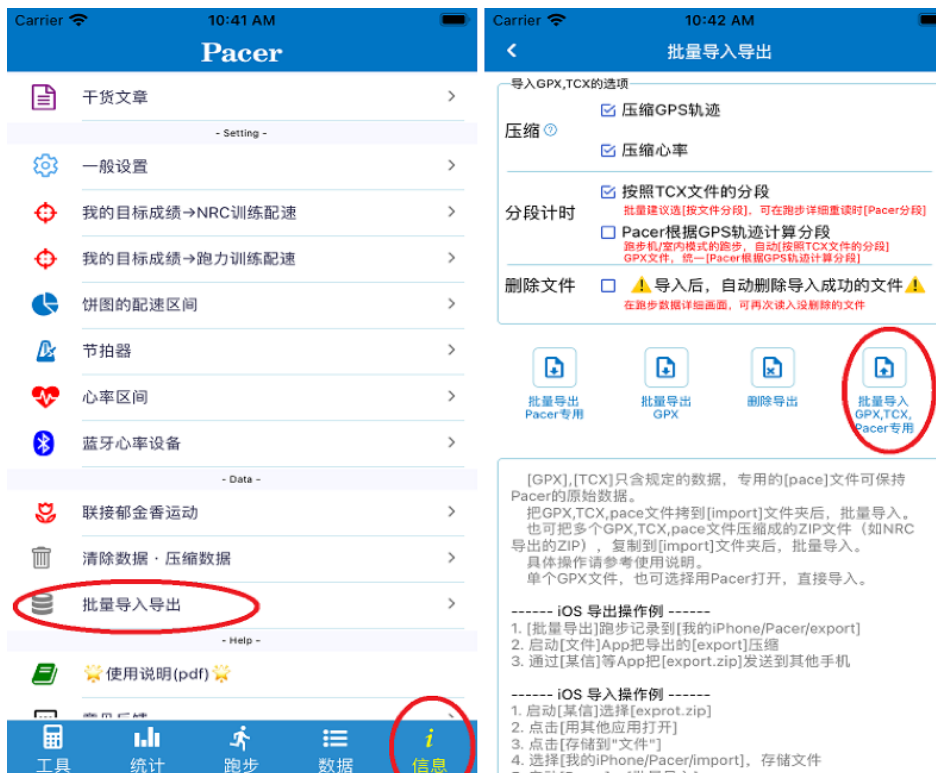 Carrier 10:41 AM
Pacer
干货文章
- Setting -
一般设置
我的目标成绩→NRC训练配速
我的目标成绩→跑力训练配速
饼图的配速区间
节拍器
心率区间
蓝牙心率设备
- Data -
联接郁金香运动
清除数据 · 压缩数据
批量导入导出
- Help -
使用说明(pdf)
意见反馈
工具
统计
跑步
数据
i
信息
Carrier 10:42 AM
批量导入导出
导入GPX,TCX的选项
压缩
压缩GPS轨迹
压缩心率
分段计时
按照TCX文件的分段
批量建议选[按文件分段]，可在跑步详细重读时[Pacer分段]
Pacer根据GPS轨迹计算分段
跑步机/室内模式的跑步，自动[按照TCX文件的分段]
GPX文件，统一[Pacer根据GPS轨迹计算分段]
删除文件
导入后，自动删除导入成功的文件
在跑步数据详细画面，可再次读入没删除的文件
批量导出
Pacer专用
批量导出
GPX
删除导出
批量导入
GPX,TCX,
Pacer专用
[GPX],[TCX]只含规定的数据，专用的[pace]文件可保持
Pacer的原始数据。
把GPX,TCX,pace文件拷到[import]文件夹后，批量导入。
也可把多个GPX,TCX,pace文件压缩成的ZIP文件（如NRC
导出的ZIP），复制到[import]文件夹后，批量导入。
具体操作请参考使用说明。
单个GPX文件，也可选择用Pacer打开，直接导入。
------ iOS 导出操作例 ------
1. [批量导出]跑步记录到[我的iPhone/Pacer/export]
2. 启动[文件]App把导出的[export]压缩
3. 通过[某信]等App把[export.zip]发送到其他手机
------ iOS 导入操作例 ------
1. 启动[某信]选择[exprot.zip]
2. 点击[用其他应用打开]
3. 点击[存储到"文件"]
4. 选择[我的iPhone/Pacer/import]，存储文件